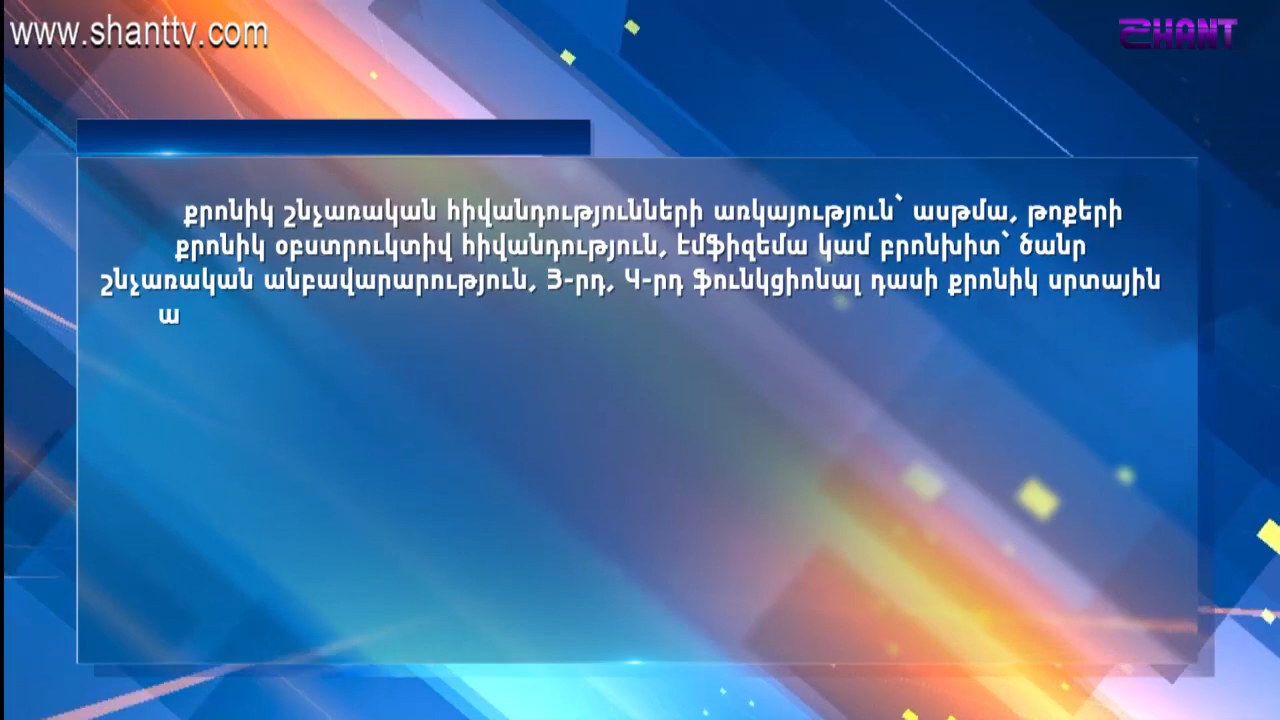 www.shanttv.com
SHANT
քրոնիկ շնչառական հիվանդությունների առկայություն՝ ասթմա, թոքերի
քրոնիկ օբստրուկտիվ հիվանդություն, էմֆիզեմա կամ բրոնխիտ՝ ծանր
շնչառական անբավարարություն, 3-րդ, 4-րդ ֆունկցիոնալ դասի քրոնիկ սրտային
ա